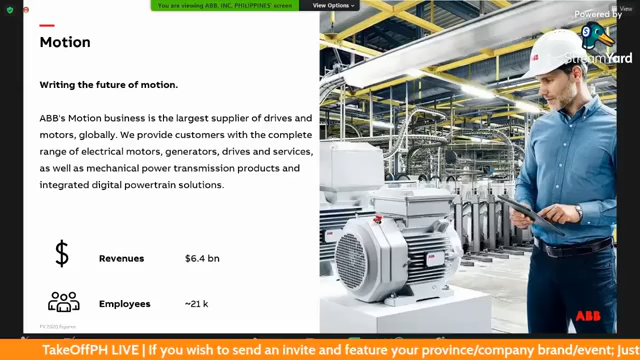 You are viewing ABB, INC. PHILIPPINES' screen
View Options
View
Powered by
StreamYard
Motion
Writing the future of motion.
ABB's Motion business is the largest supplier of drives and
motors, globally. We provide customers with the complete
range of electrical motors, generators, drives and services,
as well as mechanical power transmission products and
integrated digital powertrain solutions.
$
Revenues $6.4 bn
Employees ~21 k
FY 2020 figures
ABB
TakeOffPH LIVE | If you wish to send an invite and feature your province/company brand/event; Just